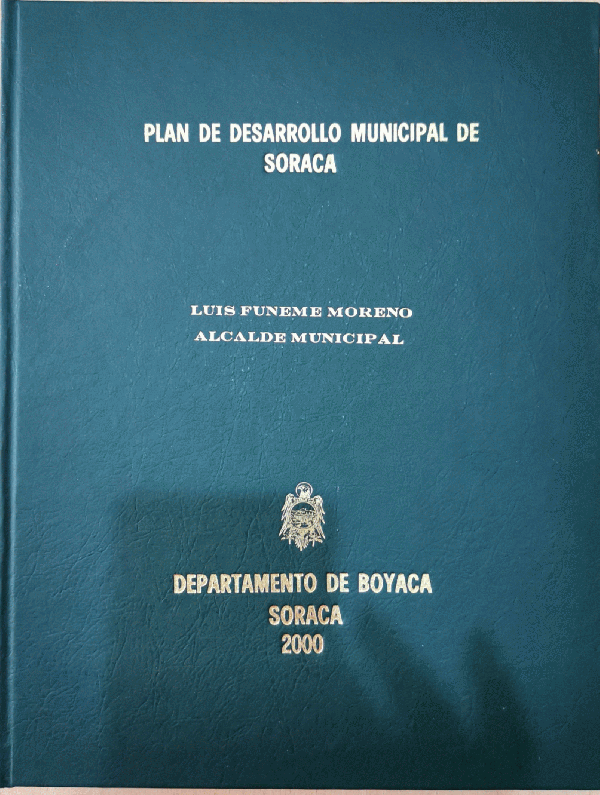 PLAN DE DESARROLLO MUNICIPAL DE
SORACA
LUIS FUNEME MORENO
ALCALDE MUNICIPAL
DEPARTAMENTO DE BOYACA
SORACA
2000